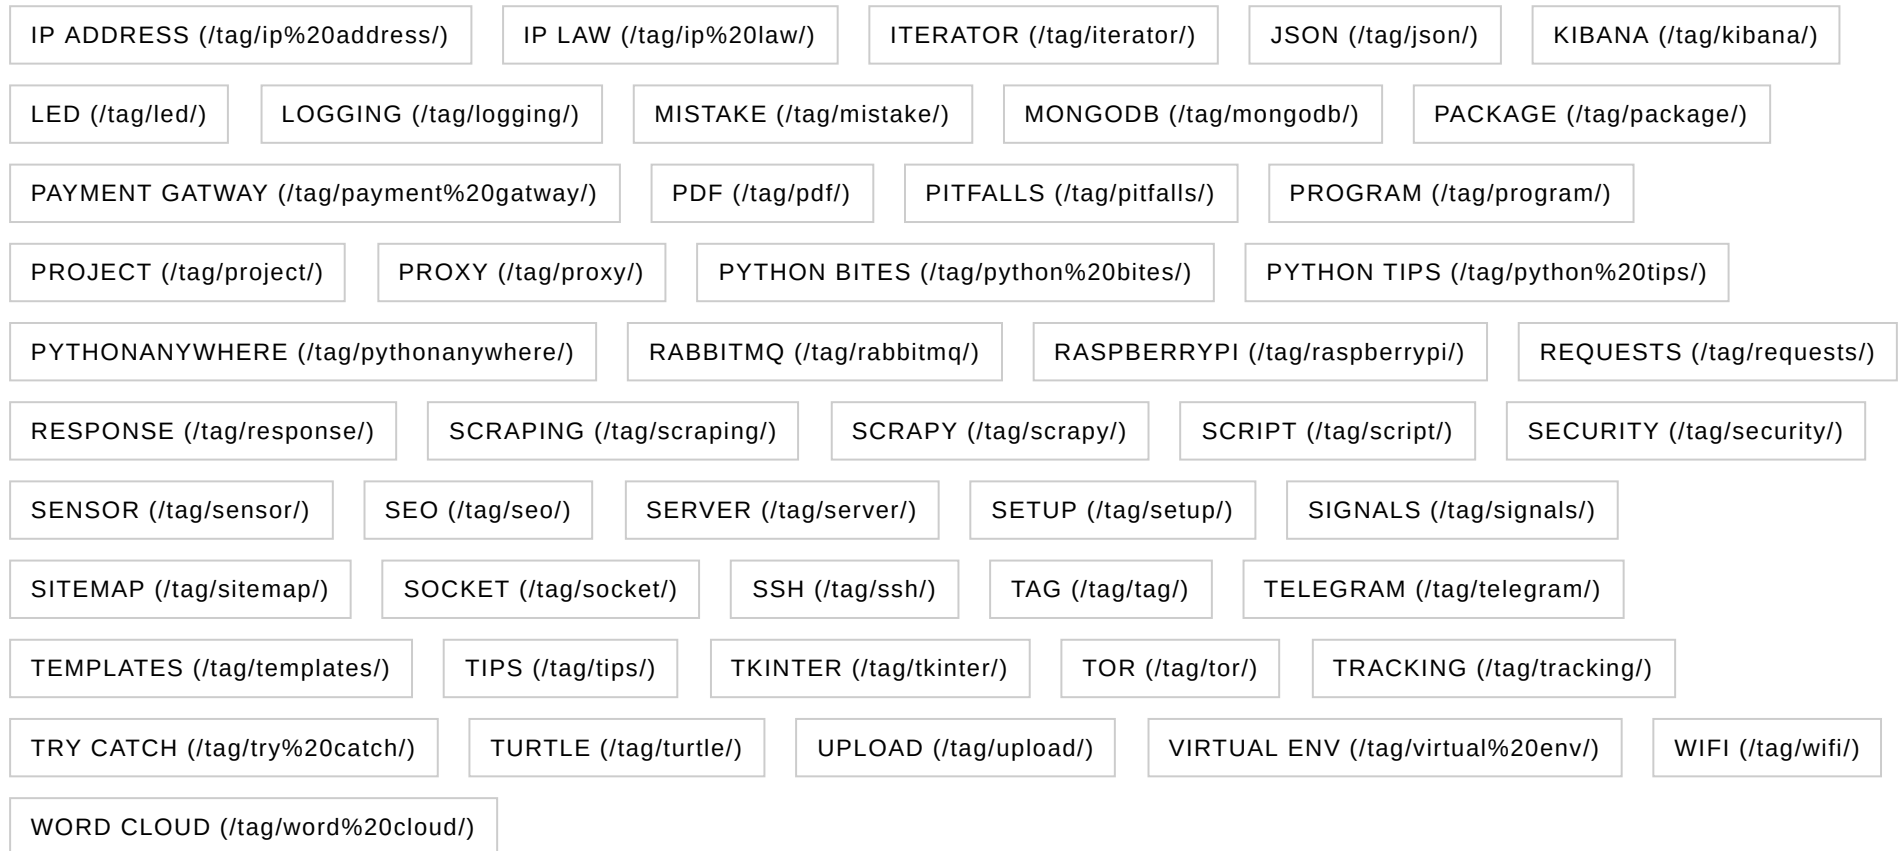 IP ADDRESS (/tag/ip%20address/) IP LAW (/tag/ip%20law/) ITERATOR (/tag/iterator/) JSON (/tag/json/) KIBANA (/tag/kibana/)
LED (/tag/led/) LOGGING (/tag/logging/) MISTAKE (/tag/mistake/) MONGODB (/tag/mongodb/) PACKAGE (/tag/package/)
PAYMENT GATWAY (/tag/payment%20gatway/) PDF (/tag/pdf/) PITFALLS (/tag/pitfalls/) PROGRAM (/tag/program/)
PROJECT (/tag/project/) PROXY (/tag/proxy/) PYTHON BITES (/tag/python%20bites/) PYTHON TIPS (/tag/python%20tips/)
PYTHONANYWHERE (/tag/pythonanywhere/) RABBITMQ (/tag/rabbitmq/) RASPBERRYPI (/tag/raspberrypi/) REQUESTS (/tag/requests/)
RESPONSE (/tag/response/) SCRAPING (/tag/scraping/) SCRAPY (/tag/scrapy/) SCRIPT (/tag/script/) SECURITY (/tag/security/)
SENSOR (/tag/sensor/) SEO (/tag/seo/) SERVER (/tag/server/) SETUP (/tag/setup/) SIGNALS (/tag/signals/)
SITEMAP (/tag/sitemap/) SOCKET (/tag/socket/) SSH (/tag/ssh/) TAG (/tag/tag/) TELEGRAM (/tag/telegram/)
TEMPLATES (/tag/templates/) TIPS (/tag/tips/) TKINTER (/tag/tkinter/) TOR (/tag/tor/) TRACKING (/tag/tracking/)
TRY CATCH (/tag/try%20catch/) TURTLE (/tag/turtle/) UPLOAD (/tag/upload/) VIRTUAL ENV (/tag/virtual%20env/) WIFI (/tag/wifi/)
WORD CLOUD (/tag/word%20cloud/)